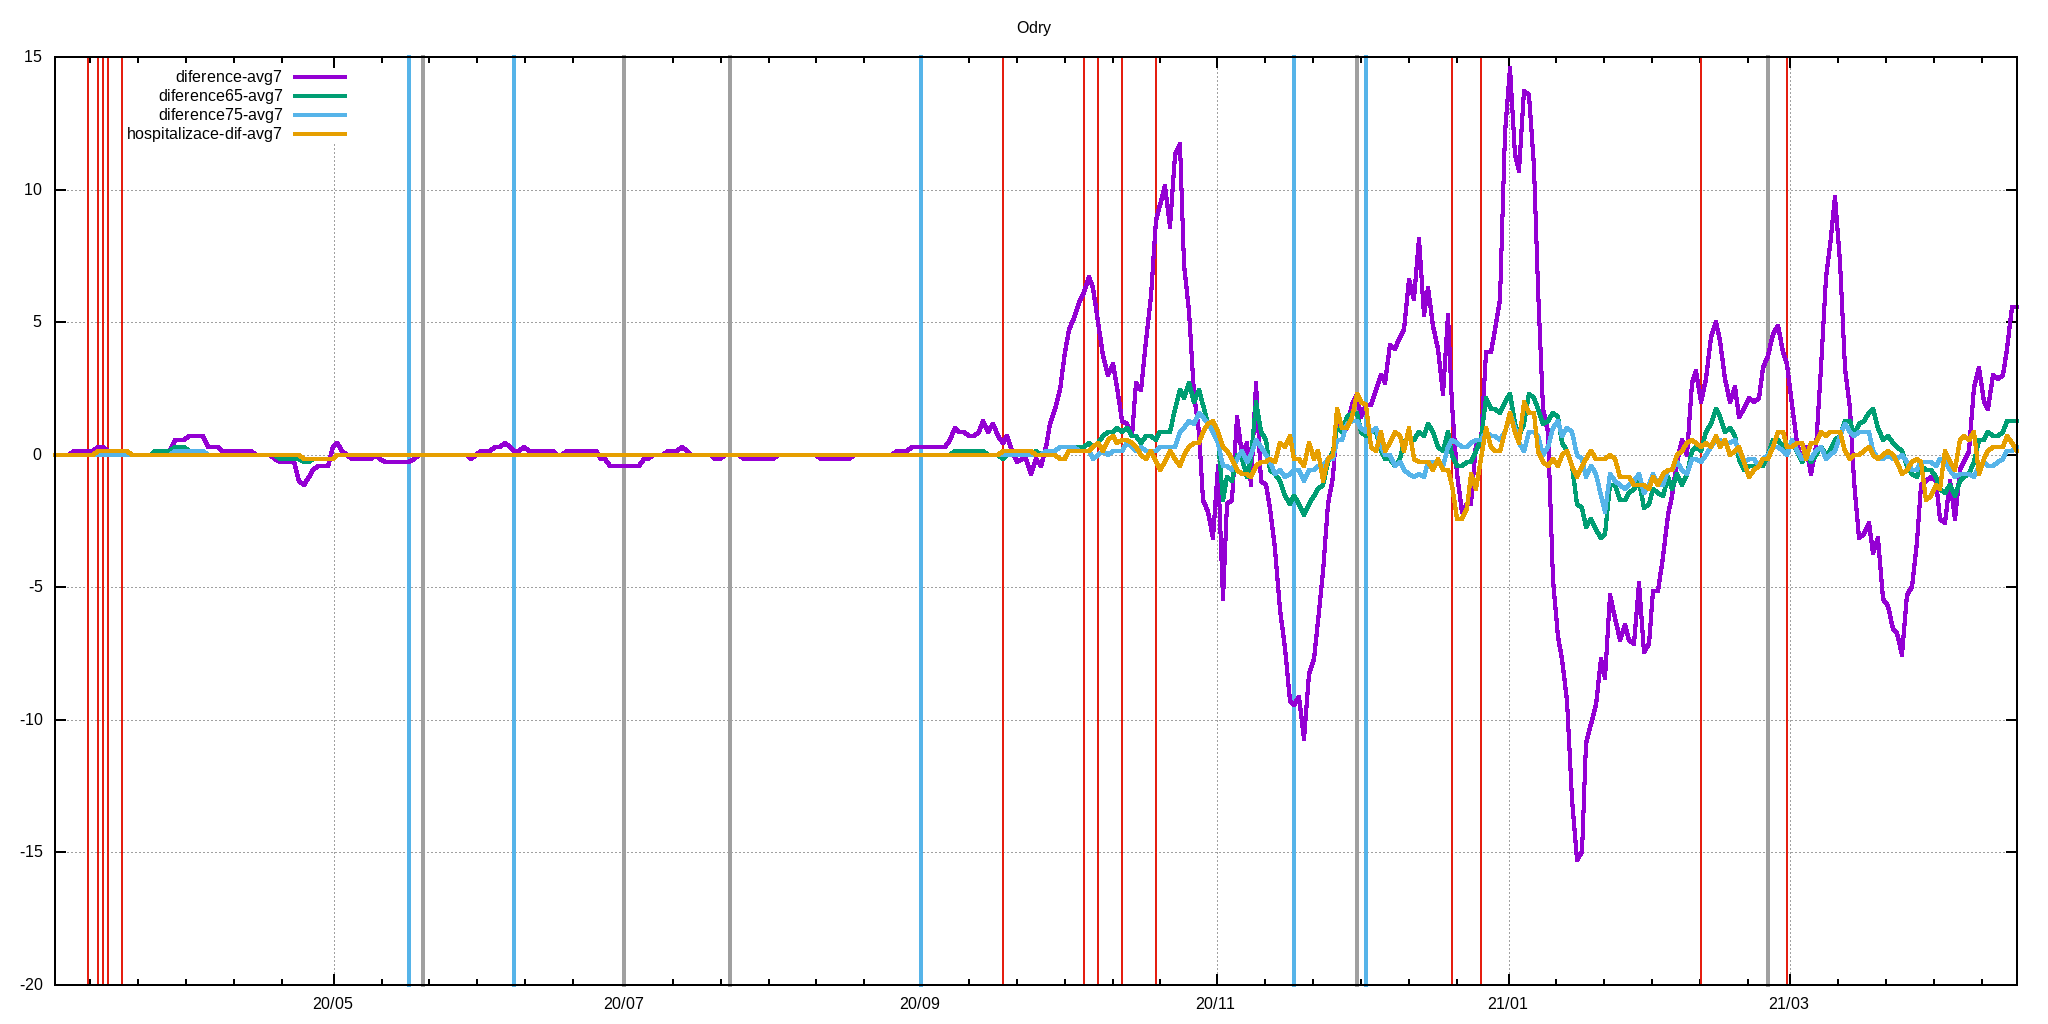 Odry
15
diference-avg7
diference65-avg7
diference75-avg7
hospitalizace-dif-avg7
10
5
0
-5
-10
-15
-20
20/05 20/07 20/09 20/11 21/01 21/03